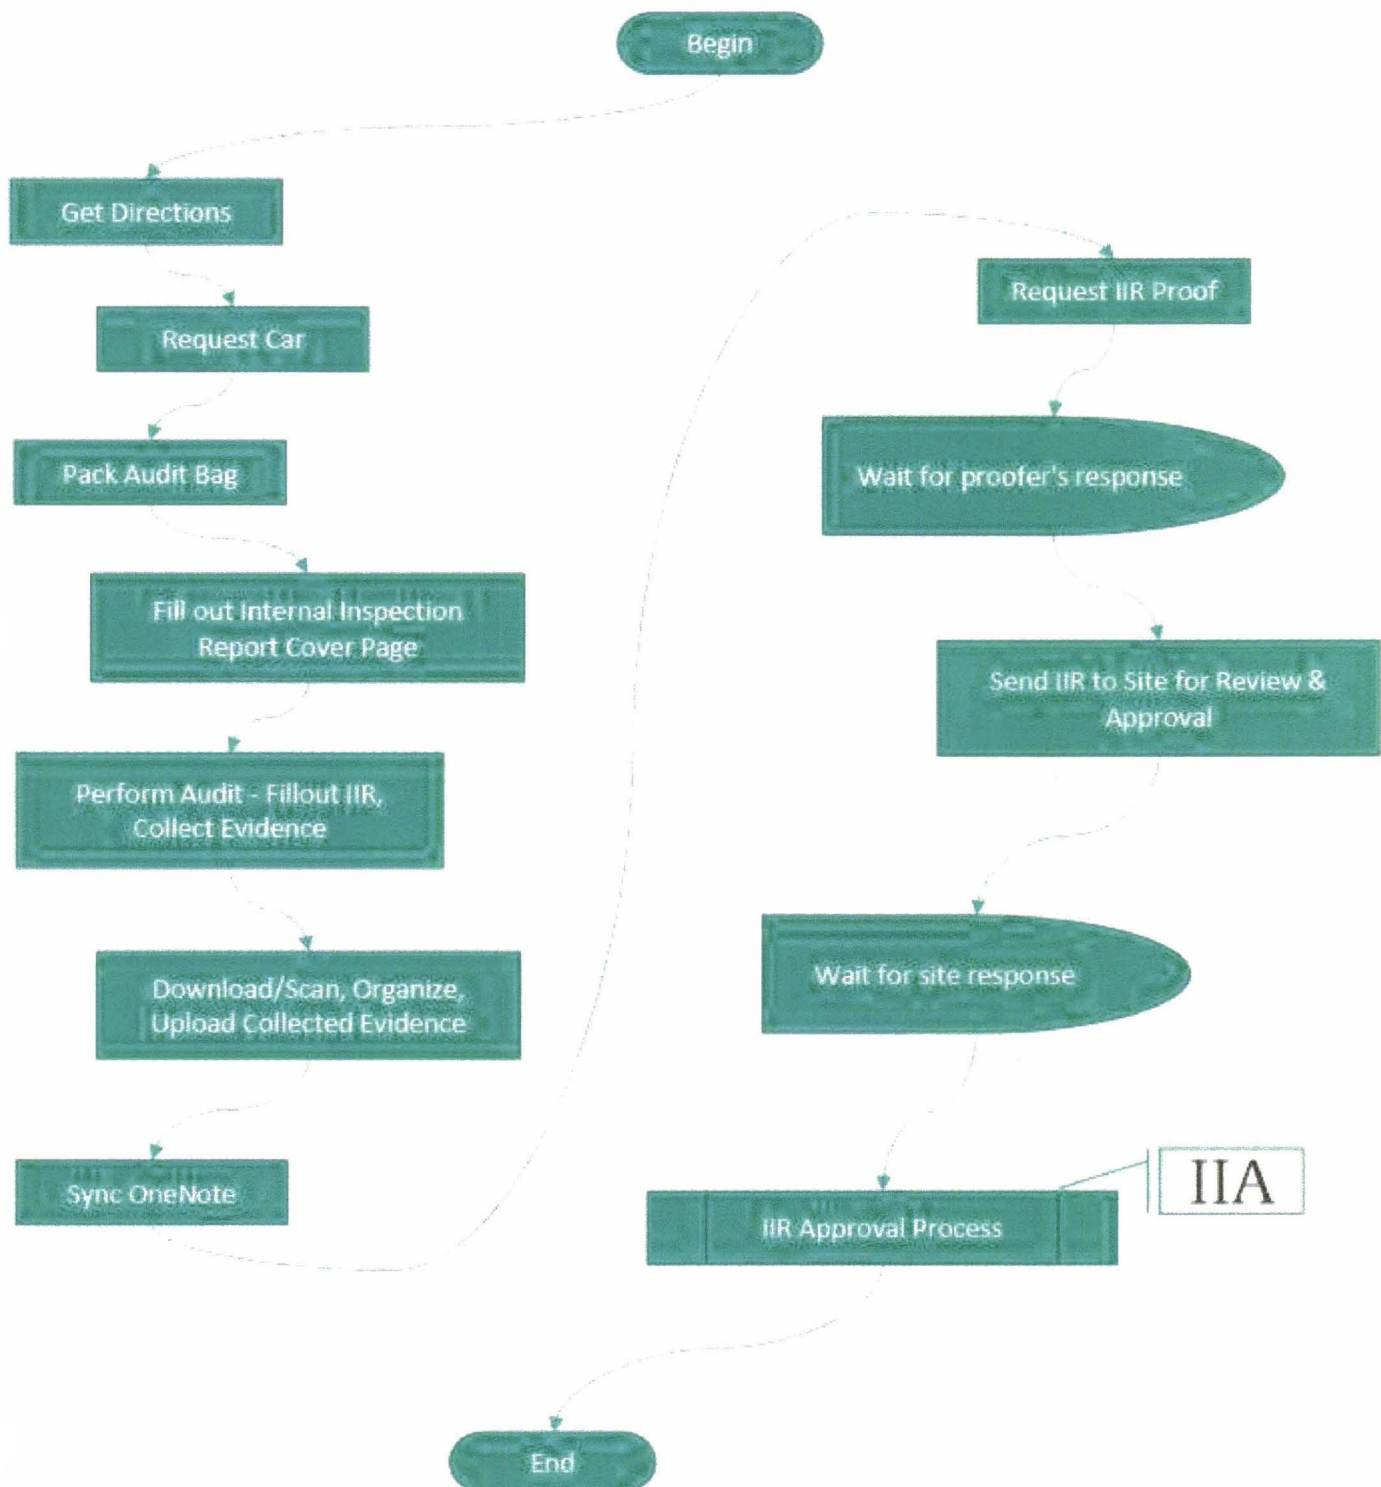 Begin
Get Directions
Request Car
Pack Audit Bag
Fill out Internal Inspection
Report Cover Page
Perform Audit - Fillout IIR,
Collect Evidence
Download/Scan, Organize,
Upload Collected Evidence
Sync OneNote
Request IIR Proof
Wait for proofer's response
Send IIR to Site for Review &
Approval
Wait for site response
IIR Approval Process
IIA
End